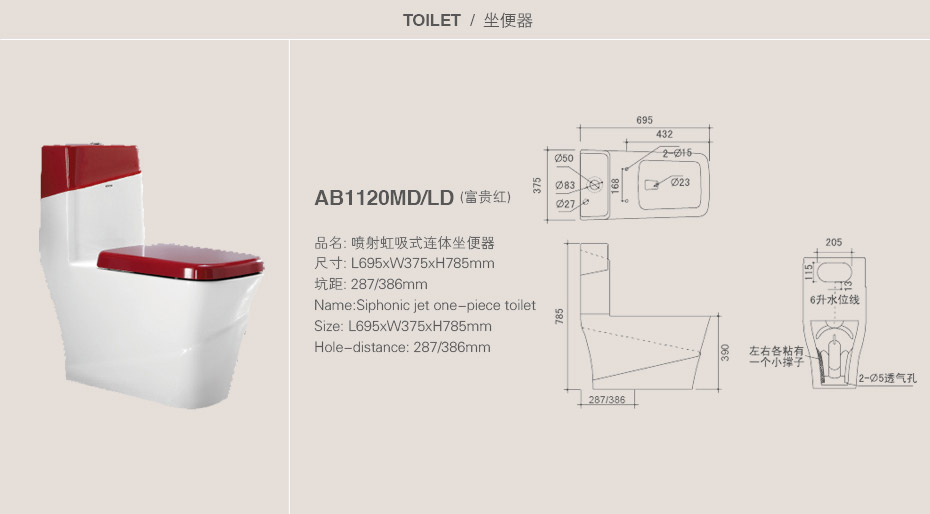 TOILET / 坐便器
AB1120MD/LD (富贵红)
品名: 喷射虹吸式连体坐便器
尺寸: L695xW375xH785mm
坑距: 287/386mm
Name:Siphonic jet one-piece toilet
Size: L695xW375xH785mm
Hole-distance: 287/386mm
695
432
2-Ø15
Ø50
Ø83
Ø27
168
Ø23
375
785
390
287/386
205
115
13
6升水位线
左右各粘有
一个小撑子
2-Ø5透气孔